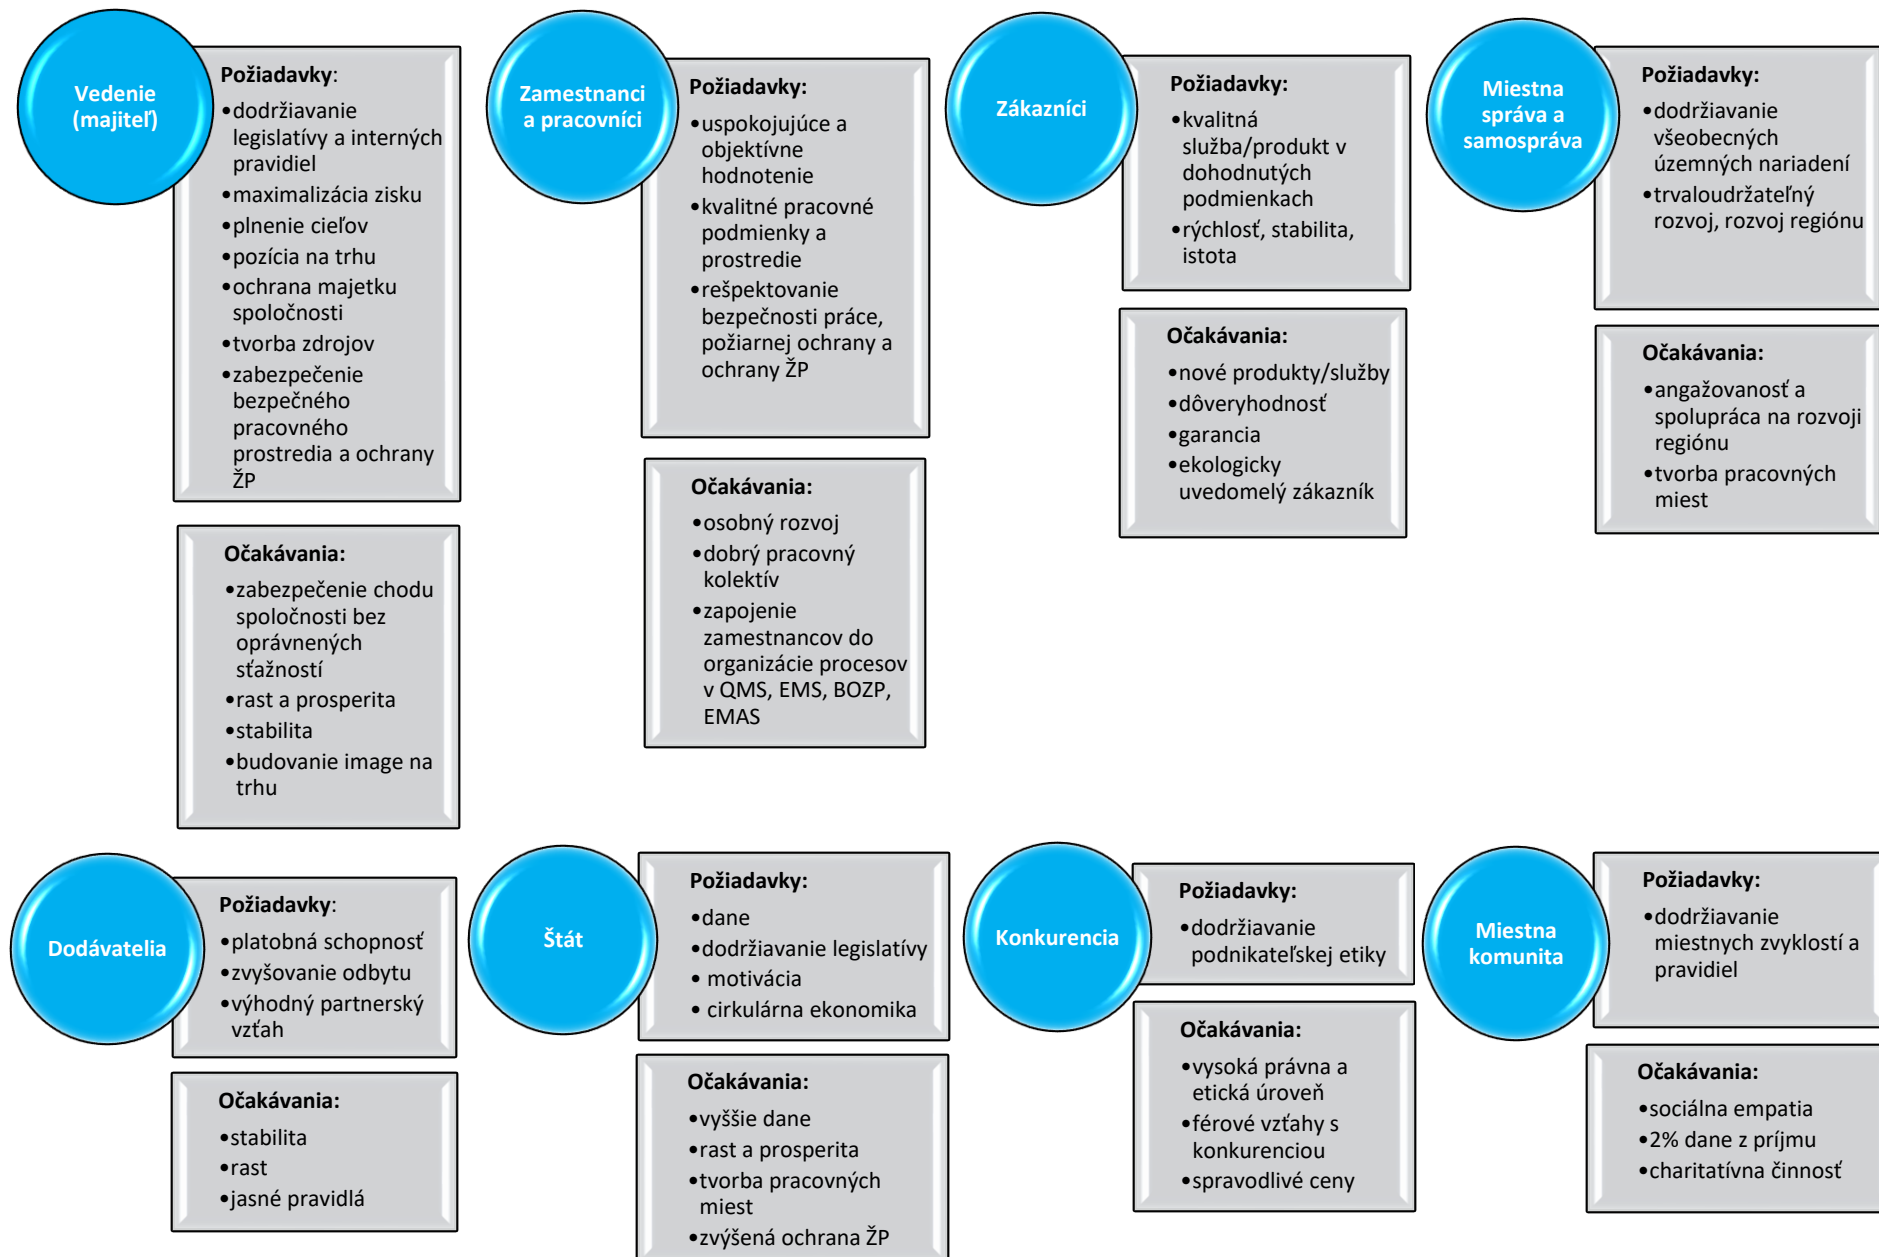 Vedenie
(majiteľ)
Požiadavky:
•dodržiavanie
legislatívy a interných
pravidiel
•maximalizácia zisku
•plnenie cieľov
•pozícia na trhu
•ochrana majetku
spoločnosti
•tvorba zdrojov
•zabezpečenie
bezpečného
pracovného
prostredia a ochrany
ŽP
Očakávania:
•zabezpečenie chodu
spoločnosti bez
oprávnených
sťažností
•rast a prosperita
•stabilita
•budovanie image na
trhu
Zamestnanci
a pracovníci
Požiadavky:
•uspokojujúce a
objektívne
hodnotenie
•kvalitné pracovné
podmienky a
prostredie
•rešpektovanie
bezpečnosti práce,
požiarnej ochrany a
ochrany ŽP
Očakávania:
•osobný rozvoj
•dobrý pracovný
kolektív
•zapojenie
zamestnancov do
organizácie procesov
v QMS, EMS, BOZP,
EMAS
Zákazníci
Požiadavky:
•kvalitná
služba/produkt v
dohodnutých
podmienkach
•rýchlosť, stabilita,
istota
Očakávania:
•nové produkty/služby
•dôveryhodnosť
•garancia
•ekologicky
uvedomelý zákazník
Miestna
správa a
samospráva
Požiadavky:
•dodržiavanie
všeobecných
územných nariadení
•trvaloudržateľný
rozvoj, rozvoj regiónu
Očakávania:
•angažovanosť a
spolupráca na rozvoji
regiónu
•tvorba pracovných
miest
Dodávatelia
Požiadavky:
•platobná schopnosť
•zvyšovanie odbytu
•výhodný partnerský
vzťah
Očakávania:
•stabilita
•rast
•jasné pravidlá
Štát
Požiadavky:
•dane
•dodržiavanie legislatívy
• motivácia
• cirkulárna ekonomika
Očakávania:
•vyššie dane
•rast a prosperita
•tvorba pracovných
miest
•zvýšená ochrana ŽP
Konkurencia
Požiadavky:
•dodržiavanie
podnikateľskej etiky
Očakávania:
•vysoká právna a
etická úroveň
•férové vzťahy s
konkurenciou
•spravodlivé ceny
Miestna
komunita
Požiadavky:
•dodržiavanie
miestnych zvyklostí a
pravidiel
Očakávania:
•sociálna empatia
•2% dane z príjmu
•charitatívna činnosť